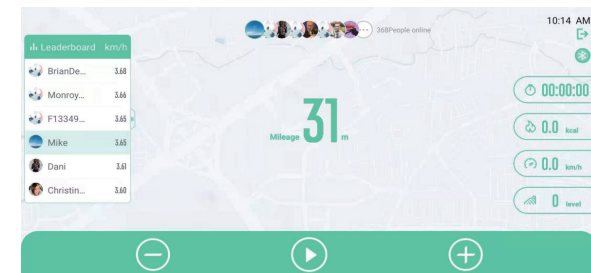 10:14 AM
368People online
Leaderboard km/h
BrianDe... 3.68
Monroy... 3.66
F13349... 3.65
Mike 3.65
Dani 3.61
Christin... 3.60
Mileage 31 m
00:00:00
0.0 kcal
0.0 km/h
0 level